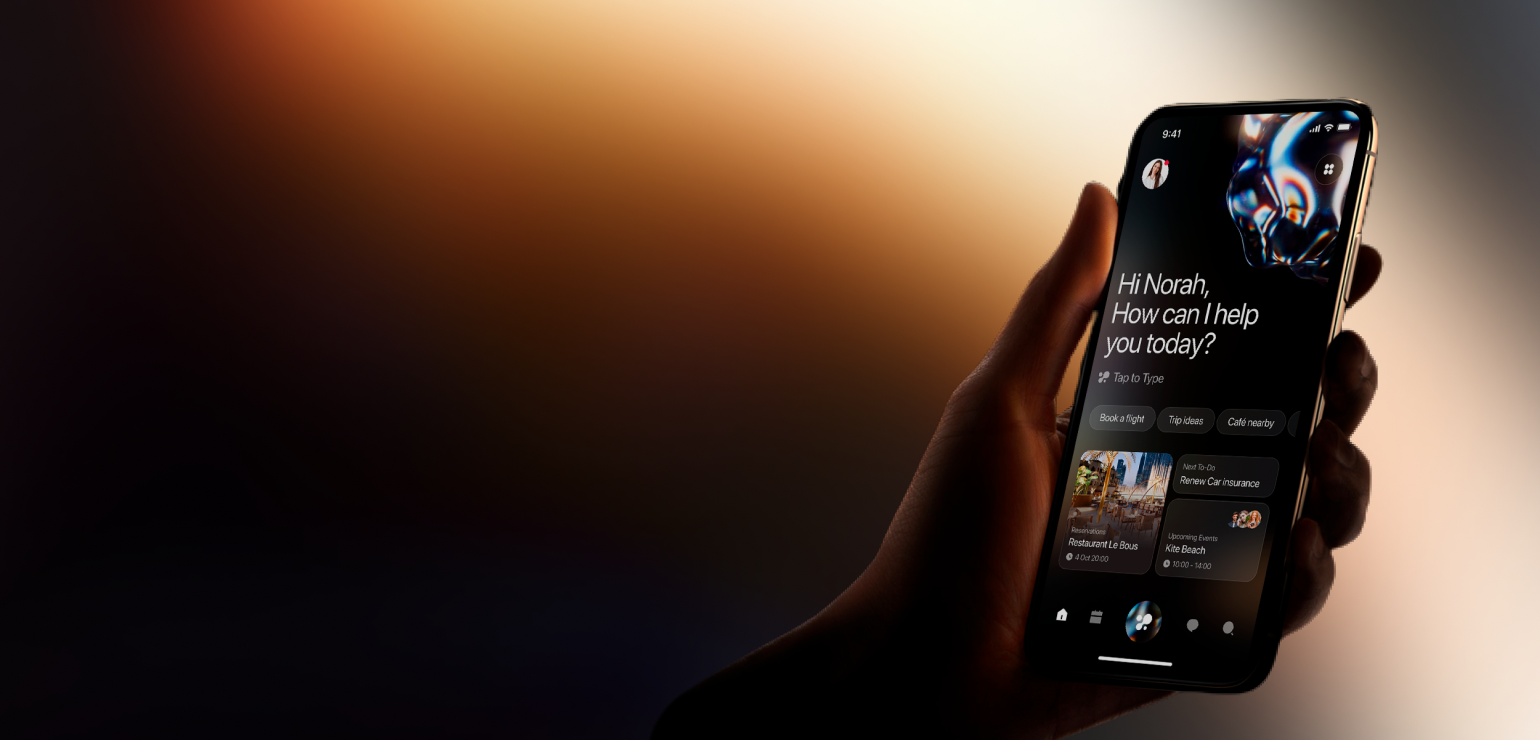 9:41
Hi Norah,
How can I help
you today?
Tap to Type
Book a flight
Trip ideas
Café nearby
Next To-Do
Renew Car insurance
Reservations
Restaurant Le Bous
4 Oct 20:00
Upcoming Events
Kite Beach
10:00 - 14:00